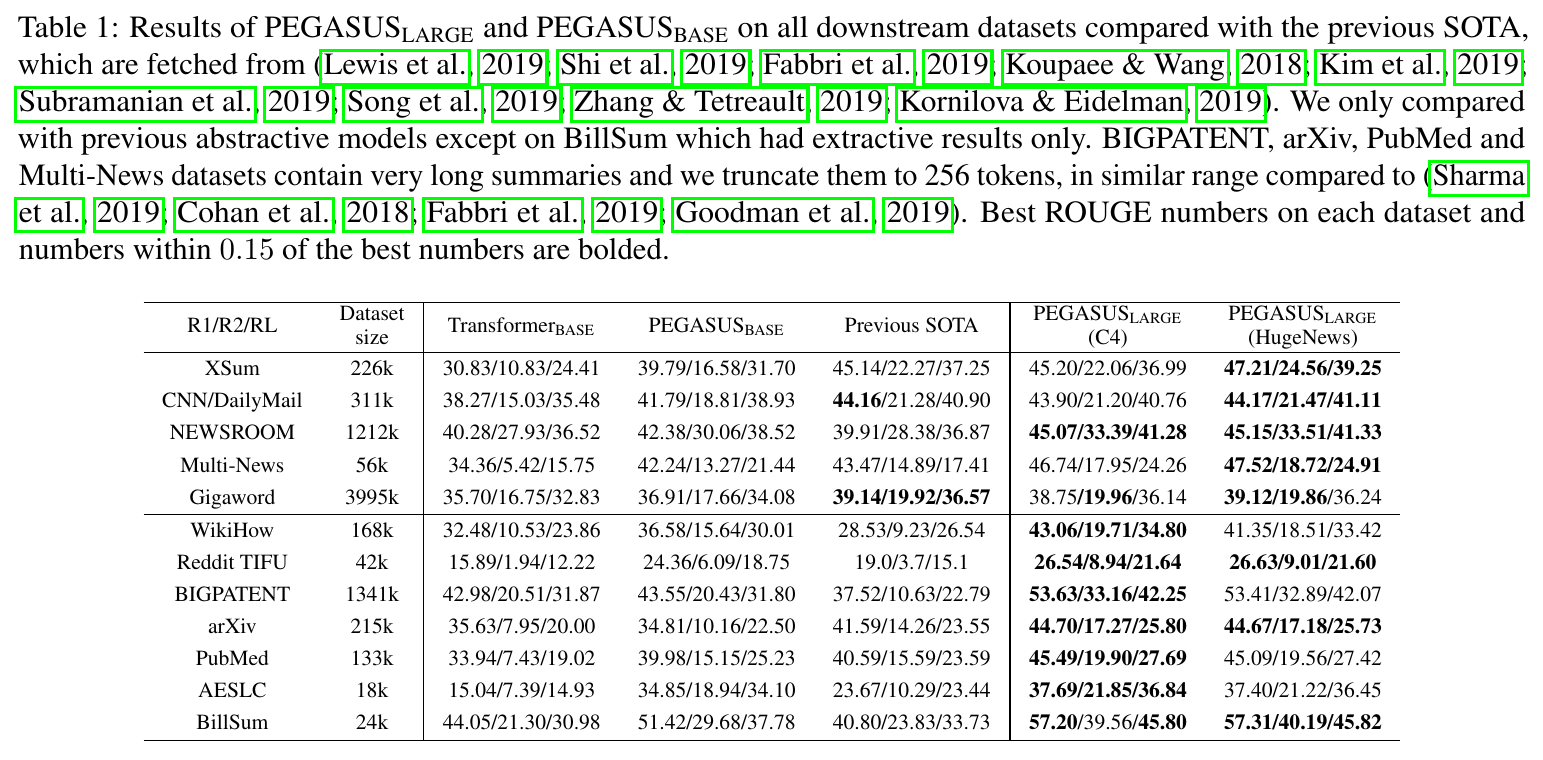 Table 1: Results of PEGASUSLARGE and PEGASUSBASE on all downstream datasets compared with the previous SOTA,
which are fetched from (Lewis et al., 2019; Shi et al., 2019; Fabbri et al., 2019; Koupaee & Wang, 2018; Kim et al., 2019;
Subramanian et al., 2019; Song et al., 2019; Zhang & Tetreault, 2019; Kornilova & Eidelman, 2019). We only compared
with previous abstractive models except on BillSum which had extractive results only. BIGPATENT, arXiv, PubMed and
Multi-News datasets contain very long summaries and we truncate them to 256 tokens, in similar range compared to (Sharma
et al., 2019; Cohan et al., 2018; Fabbri et al., 2019; Goodman et al., 2019). Best ROUGE numbers on each dataset and
numbers within 0.15 of the best numbers are bolded.
R1/R2/RL Dataset size TransformerBASE PEGASUSBASE Previous SOTA PEGASUSLARGE (C4) PEGASUSLARGE (HugeNews)
XSum 226k 30.83/10.83/24.41 39.79/16.58/31.70 45.14/22.27/37.25 45.20/22.06/36.99 47.21/24.56/39.25
CNN/DailyMail 311k 38.27/15.03/35.48 41.79/18.81/38.93 44.16/21.28/40.90 43.90/21.20/40.76 44.17/21.47/41.11
NEWSROOM 1212k 40.28/27.93/36.52 42.38/30.06/38.52 39.91/28.38/36.87 45.07/33.39/41.28 45.15/33.51/41.33
Multi-News 56k 34.36/5.42/15.75 42.24/13.27/21.44 43.47/14.89/17.41 46.74/17.95/24.26 47.52/18.72/24.91
Gigaword 3995k 35.70/16.75/32.83 36.91/17.66/34.08 39.14/19.92/36.57 38.75/19.96/36.14 39.12/19.86/36.24
WikiHow 168k 32.48/10.53/23.86 36.58/15.64/30.01 28.53/9.23/26.54 43.06/19.71/34.80 41.35/18.51/33.42
Reddit TIFU 42k 15.89/1.94/12.22 24.36/6.09/18.75 19.0/3.7/15.1 26.54/8.94/21.64 26.63/9.01/21.60
BIGPATENT 1341k 42.98/20.51/31.87 43.55/20.43/31.80 37.52/10.63/22.79 53.63/33.16/42.25 53.41/32.89/42.07
arXiv 215k 35.63/7.95/20.00 34.81/10.16/22.50 41.59/14.26/23.55 44.70/17.27/25.80 44.67/17.18/25.73
PubMed 133k 33.94/7.43/19.02 39.98/15.15/25.23 40.59/15.59/23.59 45.49/19.90/27.69 45.09/19.56/27.42
AESLC 18k 15.04/7.39/14.93 34.85/18.94/34.10 23.67/10.29/23.44 37.69/21.85/36.84 37.40/21.22/36.45
BillSum 24k 44.05/21.30/30.98 51.42/29.68/37.78 40.80/23.83/33.73 57.20/39.56/45.80 57.31/40.19/45.82